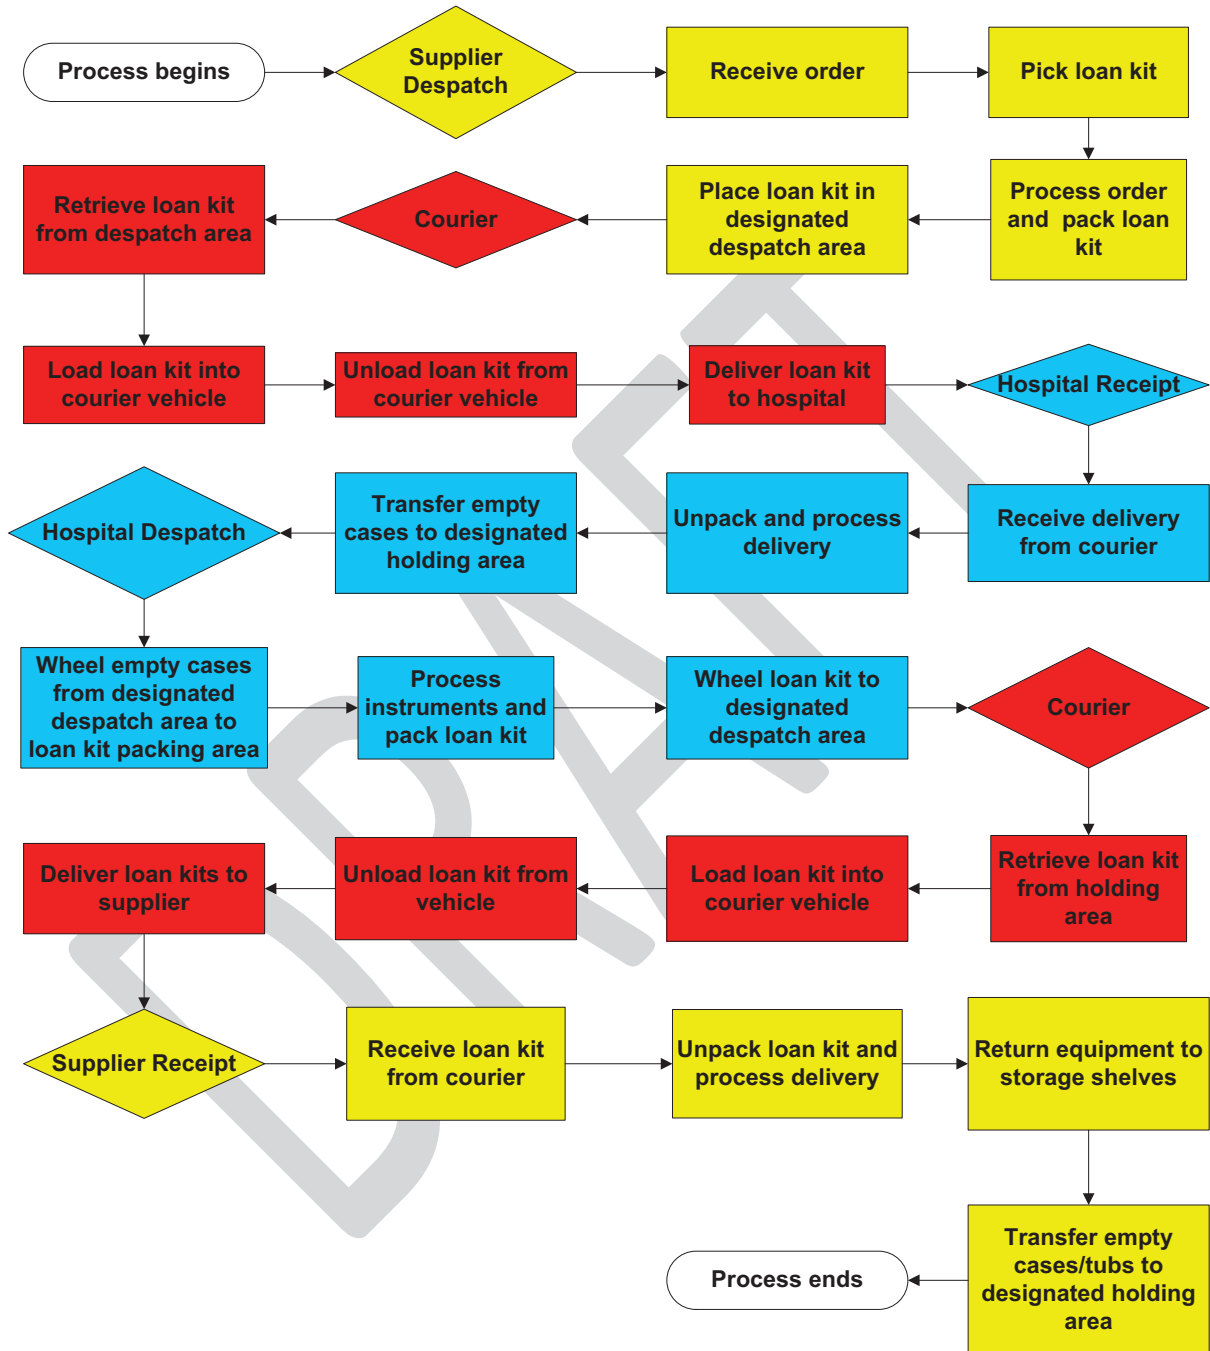 Process begins
Supplier
Despatch
Receive order
Pick loan kit
Process order
and pack loan
kit
Place loan kit in
designated
despatch area
Courier
Retrieve loan kit
from despatch area
Load loan kit into
courier vehicle
Unload loan kit from
courier vehicle
Deliver loan kit
to hospital
Hospital Receipt
Receive delivery
from courier
Unpack and process
delivery
Transfer empty
cases to designated
holding area
Hospital Despatch
Wheel empty cases
from designated
despatch area to
loan kit packing area
Process
instruments and
pack loan kit
Wheel loan kit to
designated
despatch area
Courier
Retrieve loan kit
from holding
area
Load loan kit into
courier vehicle
Unload loan kit from
vehicle
Deliver loan kits to
supplier
Supplier Receipt
Receive loan kit
from courier
Unpack loan kit and
process delivery
Return equipment to
storage shelves
Transfer empty
cases/tubs to
designated holding
area
Process ends
DRAFT